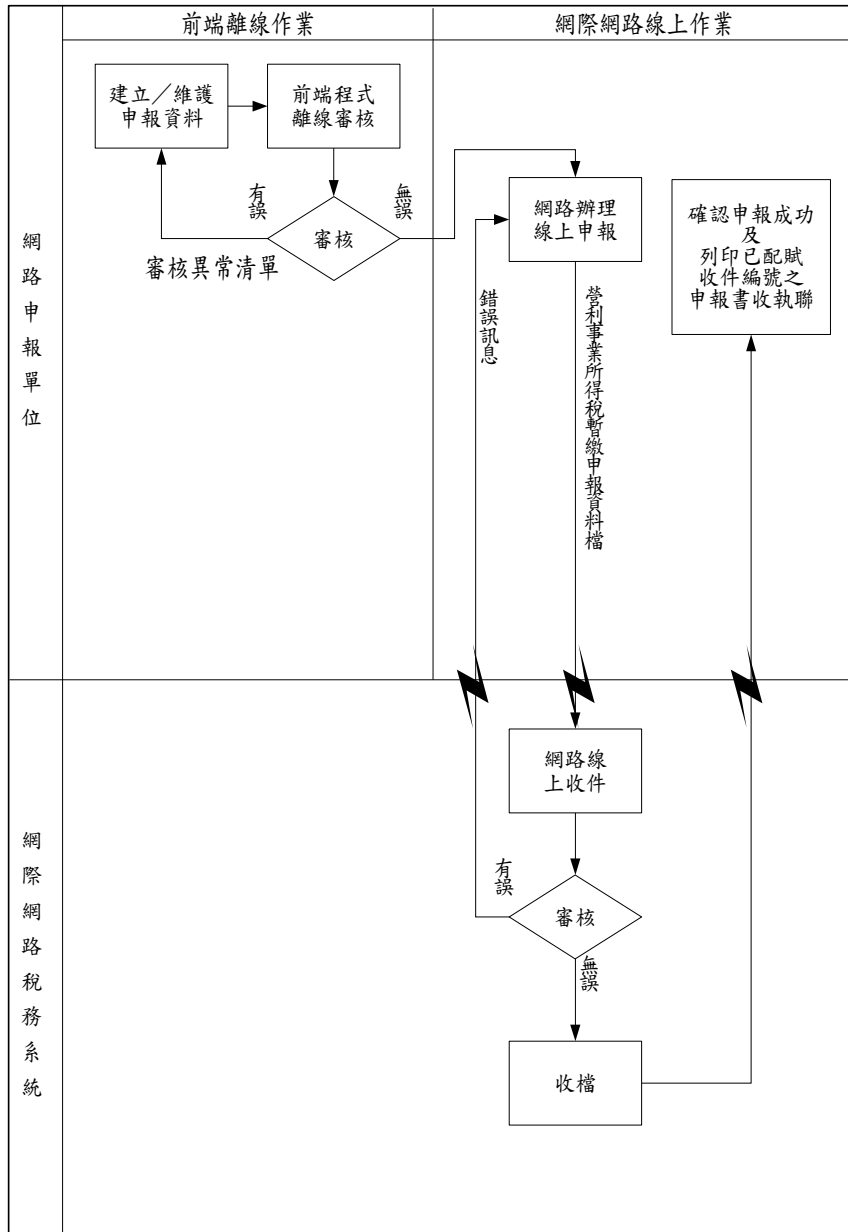 前端離線作業
網際網路線上作業
網路申報單位
建立／維護
申報資料
前端程式
離線審核
有誤
無誤
審核
審核異常清單
網路辦理
線上申報
確認申報成功
及
列印已配賦
收件編號之
申報書收執聯
錯誤訊息
營利事業所得稅暫繳申報資料檔
網際網路稅務系統
網路線
上收件
有誤
審核
無誤
收檔